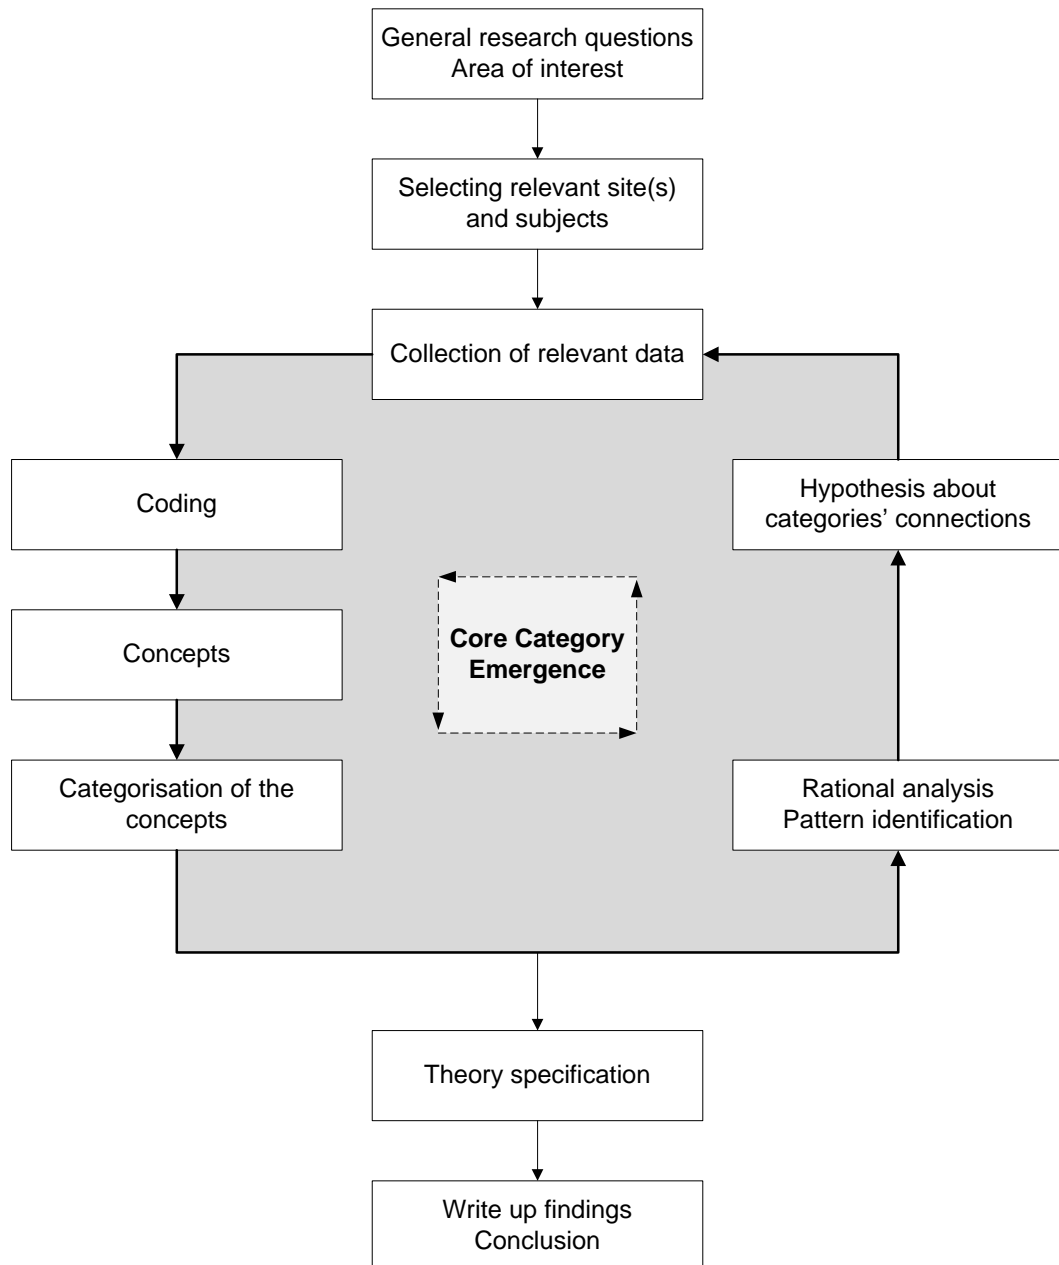 General research questions
Area of interest
Selecting relevant site(s)
and subjects
Collection of relevant data
Coding
Hypothesis about
categories’ connections
Concepts
Core Category
Emergence
Categorisation of the
concepts
Rational analysis
Pattern identification
Theory specification
Write up findings
Conclusion